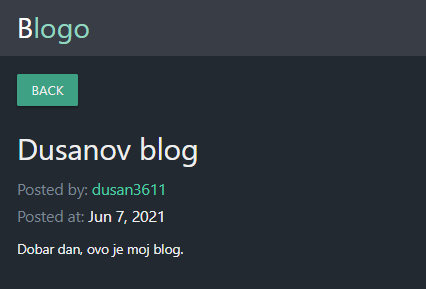 Blogo
BACK
Dusanov blog
Posted by: dusan3611
Posted at: Jun 7, 2021
Dobar dan, ovo je moj blog.